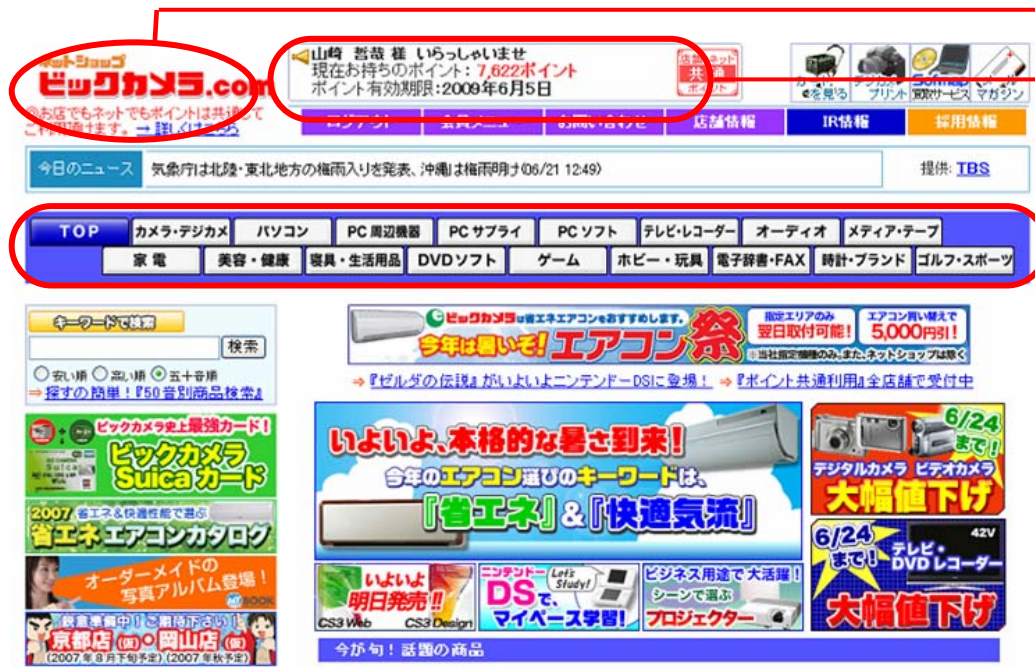 ネットショップ
ビックカメラ.com
山崎 哲哉 様 いらっしゃいませ
現在お持ちのポイント: 7,622ポイント
ポイント有効期限:2009年6月5日
店舗 ネット
共通
ポイント
を見る
プリント
買取サービス
マガジン
◎お店でもネットでもポイントは共通して
ご利用頂けます。 →詳しくはこちら
ログアウト 会員メニュー お問い合わせ 店舗情報 IR情報 採用情報
今日のニュース 気象庁は北陸・東北地方の梅雨入りを発表、沖縄は梅雨明け(06/21 12:49) 提供: TBS
TOP カメラ・デジカメ パソコン PC 周辺機器 PC サプライ PC ソフト テレビ・レコーダー オーディオ メディア・テープ
家 電 美容・健康 寝具・生活用品 DVD ソフト ゲーム ホビー・玩具 電子辞書・FAX 時計・ブランド ゴルフ・スポーツ
キーワードで検索
検索
安い順 高い順 五十音順
⇒探すの簡単!『50音別商品検索』
ビックカメラは省エネエアコンをおすすめします。
今年は暑いぞ! エアコン祭
指定エリアのみ
翌日取付可能!
エアコン買い替えで
5,000円引!
※当社指定機種のみ。また、ネットショップは除く
⇒『ゼルダの伝説』がいよいよニンテンドーDSに登場! ⇒『ポイント共通利用』全店舗で受付中
ビックカメラ史上最強カード!
ビックカメラ
Suica カード
2007 省エネ&快適性能で選ぶ
省エネ エアコンカタログ
オーダーメイドの
写真アルバム登場!
MYBOOK
鋭意準備中!ご期待下さい!
京都店(仮)・岡山店(仮)
(2007年8月下旬予定) (2007年秋予定)
いよいよ、本格的な暑さ到来!
今年のエアコン選びのキーワードは、
『省エネ』&『快適気流』
6/24
まで!
デジタルカメラ ビデオカメラ
大幅値下げ
6/24
まで!
42V
テレビ・
DVDレコーダー
大幅値下げ
いよいよ
明日発売!!
CS3 Web CS3 Design
ニンテンドー
DSで、
Let's
Study!
マイペース学習!
ビジネス用途で大活躍!
シーンで選ぶ
プロジェクター
今が旬!話題の商品